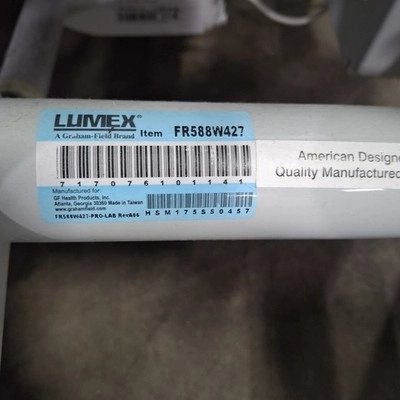 LUMEX®
A Graham-Field Brand
Item FR588W427
717076101141
Manufactured for:
GF Health Products, Inc.
Atlanta, Georgia 30360 Made in Taiwan
www.grahamfield.com
FR588W427-PRO-LAB RevA06
HSM175S50457
American Designe
Quality Manufactured